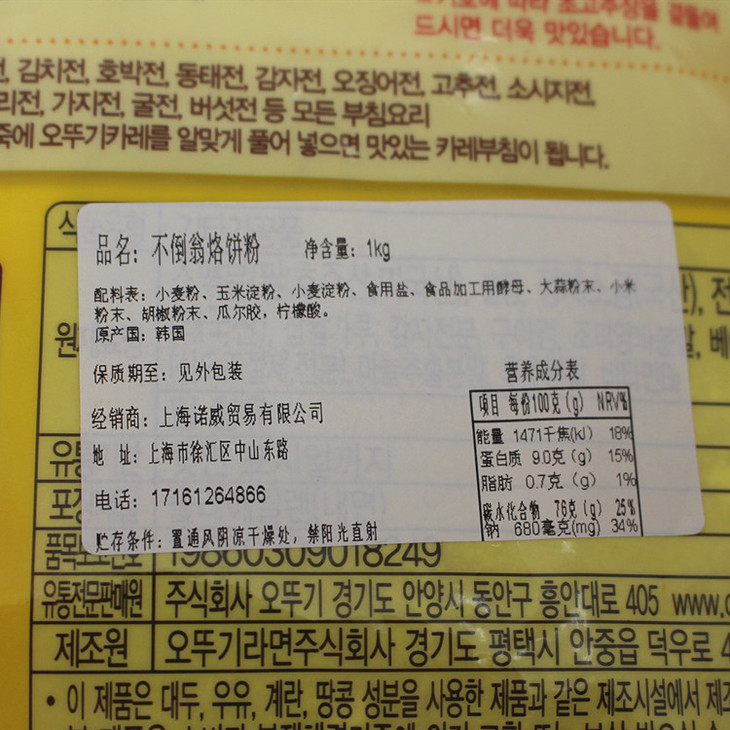 드시면 더욱 맛있습니다.
김치전, 호박전, 동태전, 감자전, 오징어전, 고추전, 소시지전,
리전, 가지전, 굴전, 버섯전 등 모든 부침요리
죽에 오뚜기카레를 알맞게 풀어 넣으면 맛있는 카레부침이 됩니다.
品名: 不倒翁烙饼粉 净含量: 1kg
配料表: 小麦粉、玉米淀粉、小麦淀粉、食用盐、食品加工用酵母、大蒜粉末、小米
粉末、胡椒粉末、瓜尔胶, 柠檬酸。
原产国: 韩国
保质期至: 见外包装
经销商: 上海诺威贸易有限公司
地 址: 上海市徐汇区中山东路
电话: 17161264866
贮存条件: 置通风阴凉干燥处, 禁阳光直射
营养成分表
项目 每份100克(g) NRV%
能量 1471千焦(kJ) 18%
蛋白质 9.0克(g) 15%
脂肪 0.7克(g) 1%
碳水化合物 76克(g) 25%
钠 680毫克(mg) 34%
19860309018249
유통전문판매원 주식회사 오뚜기 경기도 안양시 동안구 흥안대로 405 www.
제조원 오뚜기라면주식회사 경기도 평택시 안중읍 덕우로 4
• 이 제품은 대두, 우유, 계란, 땅콩 성분을 사용한 제품과 같은 제조시설에서 제조